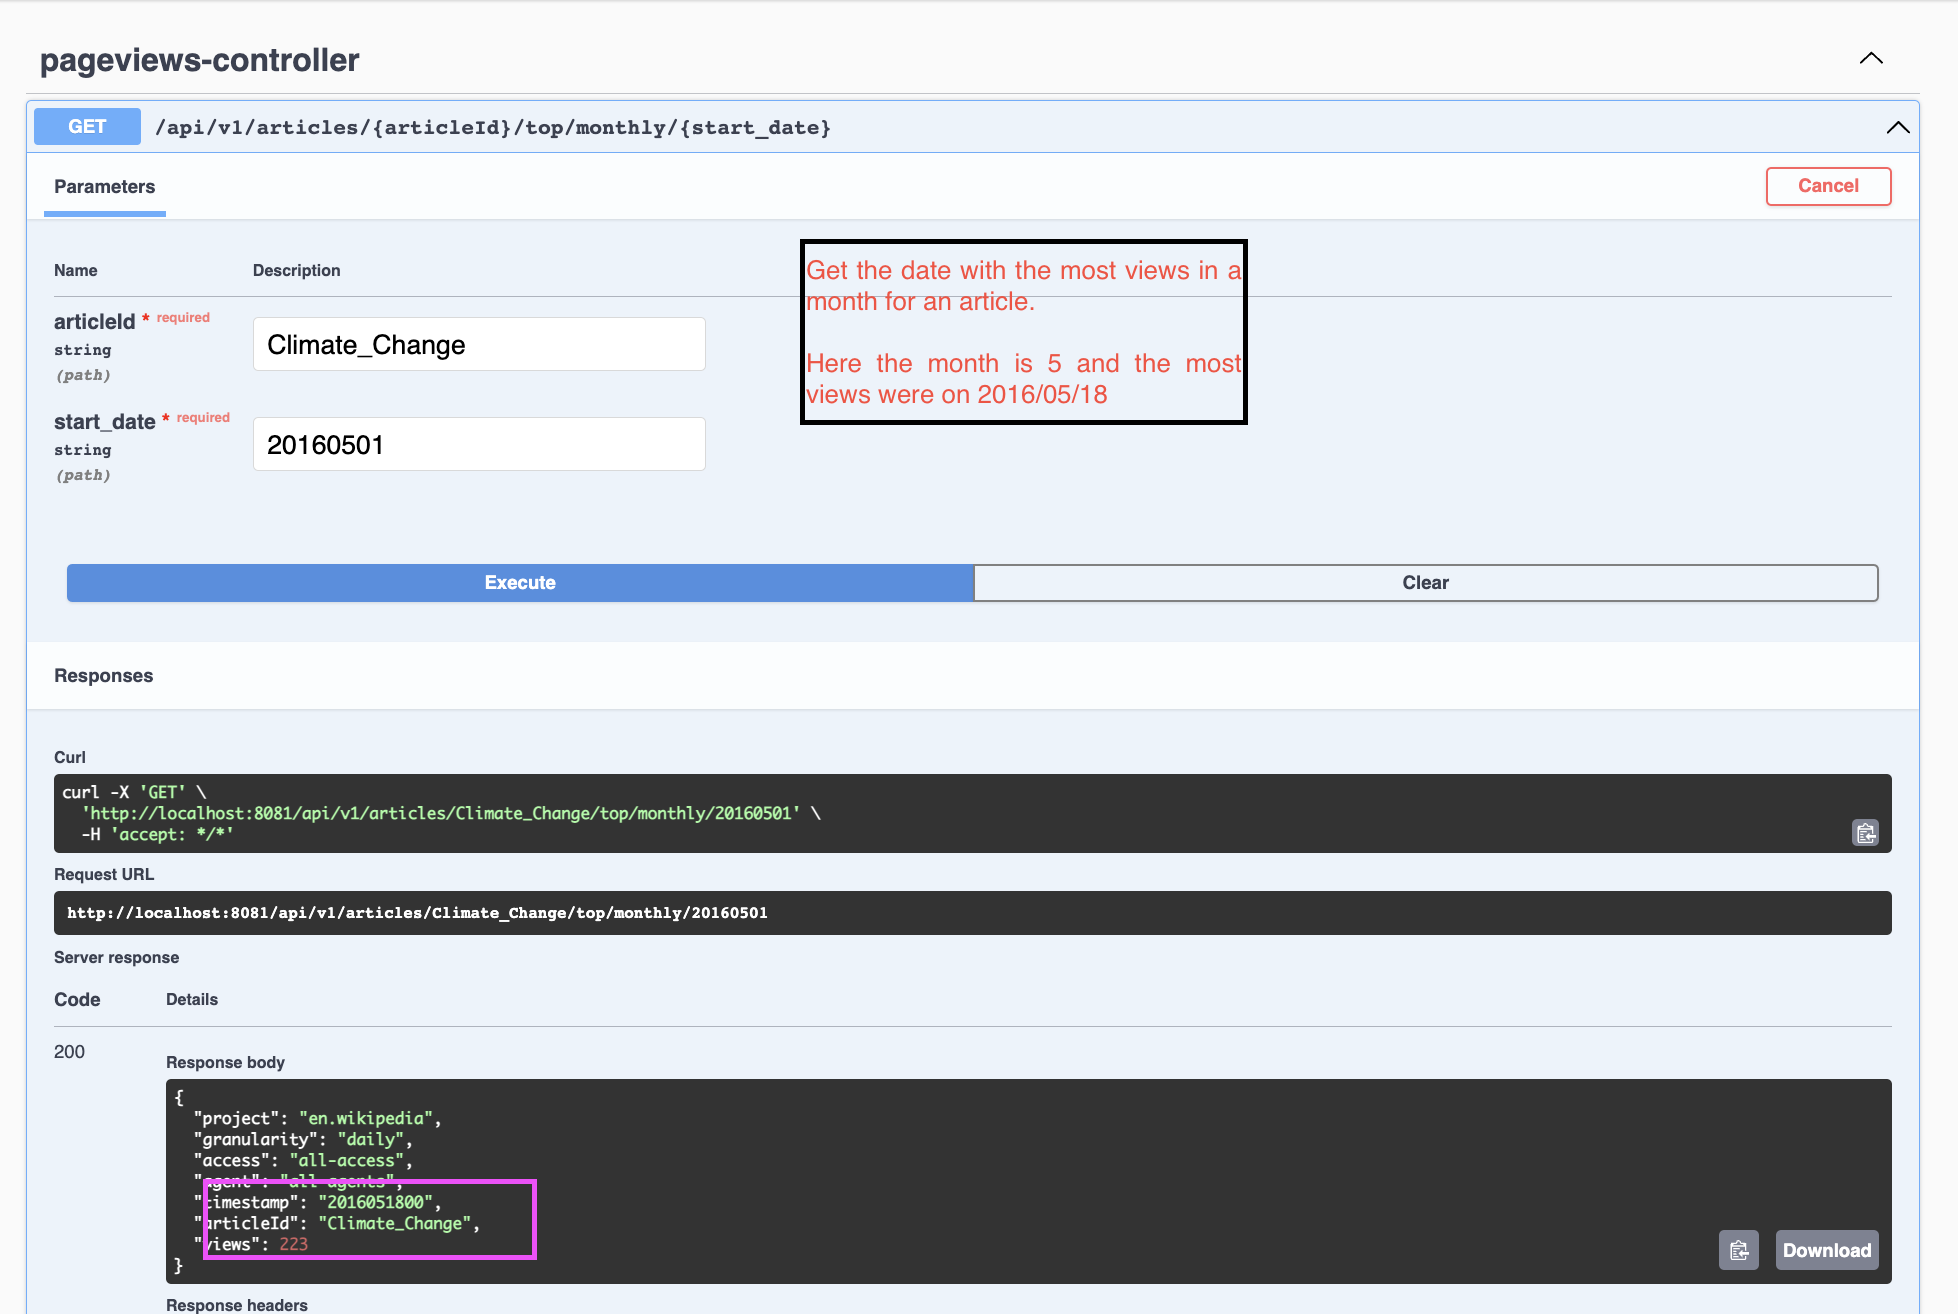 pageviews-controller
GET /api/v1/articles/{articleId}/top/monthly/{start_date}
Parameters
Cancel
Name Description
articleId * required
string
(path)
Climate_Change
start_date * required
string
(path)
20160501
Get the date with the most views in a
month for an article.
Here the month is 5 and the most
views were on 2016/05/18
Execute Clear
Responses
Curl
curl -X 'GET' \
'http://localhost:8081/api/v1/articles/Climate_Change/top/monthly/20160501' \
-H 'accept: */*'
Request URL
http://localhost:8081/api/v1/articles/Climate_Change/top/monthly/20160501
Server response
Code Details
200
Response body
{
"project": "en.wikipedia",
"granularity": "daily",
"access": "all-access",
"agent": "all-agents",
"timestamp": "2016051800",
"articleId": "Climate_Change",
"views": 223
}
Download
Response headers